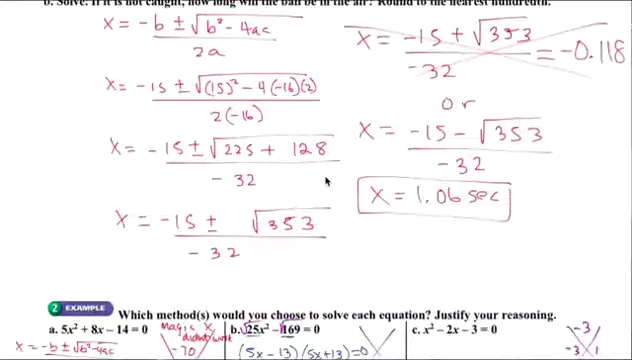 b. Solve: If it is not caught, how long will the ball be in the air? Round to the nearest hundredth.
x = -b ± √b² - 4ac
2a
x = -15 ± √(15)² - 4(-16)(2)
2(-16)
x = -15 ± √225 + 128
-32
x = -15 ± √353
-32
x = -15 + √353 = -0.118
-32
or
x = -15 - √353
-32
x = 1.06 sec
2 EXAMPLE Which method(s) would you choose to solve each equation? Justify your reasoning.
a. 5x² + 8x – 14 = 0
Magic X
didn't work
-70
x = -b ± √b²-4ac
b. 25x² – 169 = 0
(5x - 13)(5x + 13) = 0
c. x² – 2x – 3 = 0
-3
-3 1